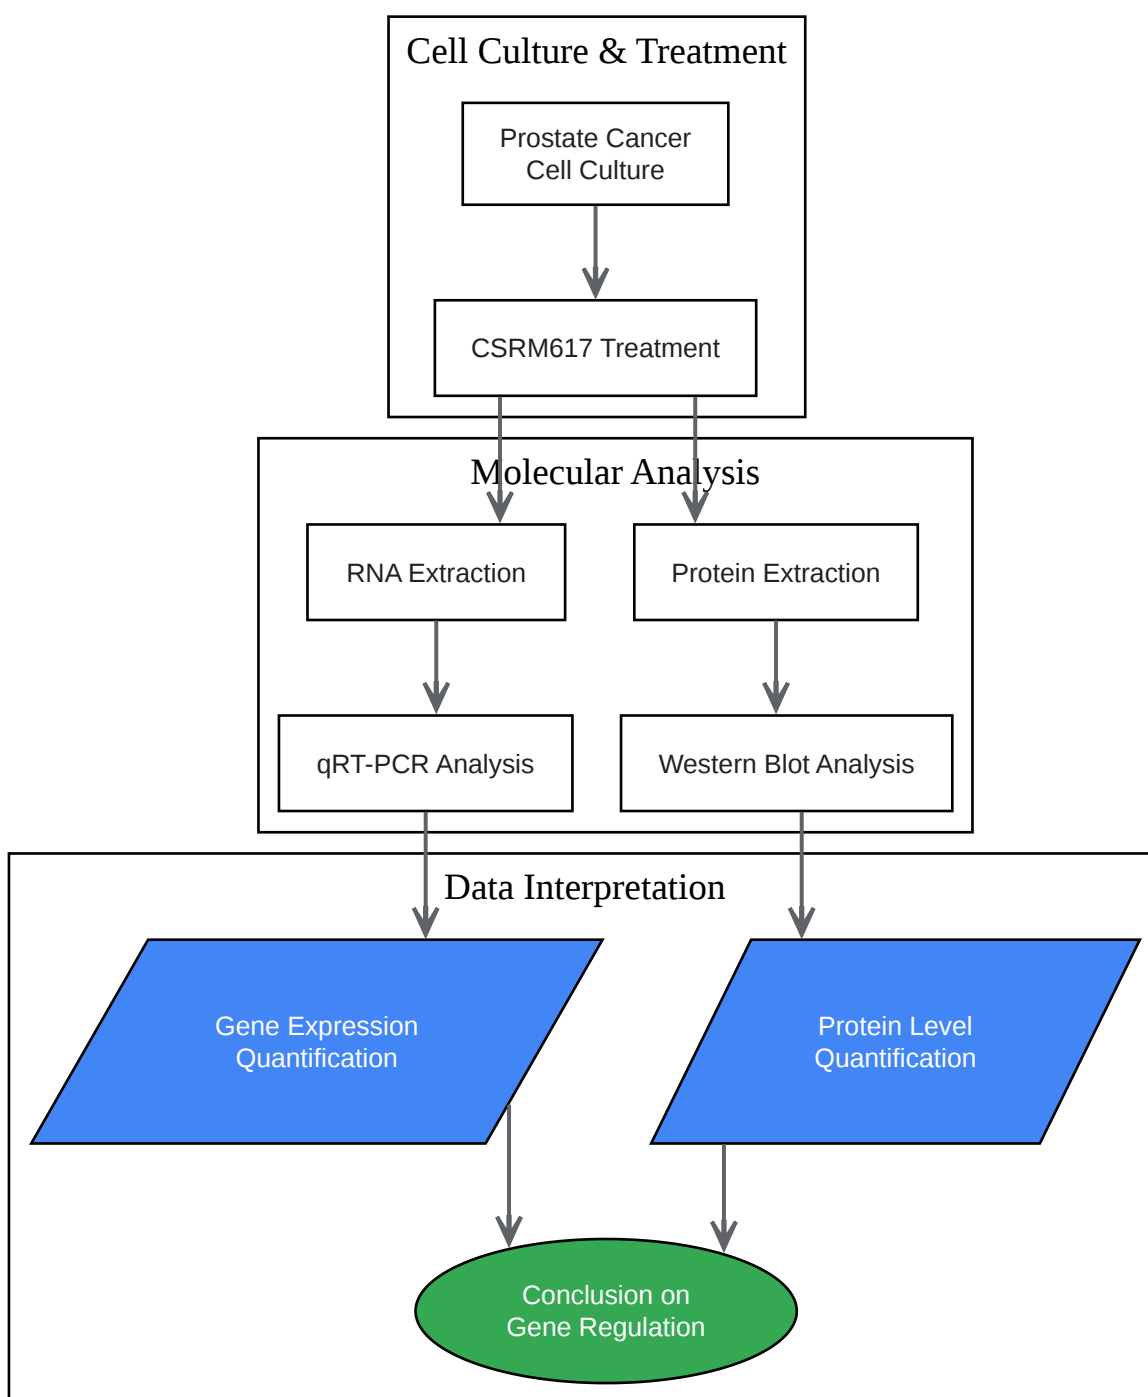 Cell Culture & Treatment
Prostate Cancer
Cell Culture
CSRM617 Treatment
Molecular Analysis
RNA Extraction
Protein Extraction
qRT-PCR Analysis
Western Blot Analysis
Data Interpretation
Gene Expression
Quantification
Protein Level
Quantification
Conclusion on
Gene Regulation